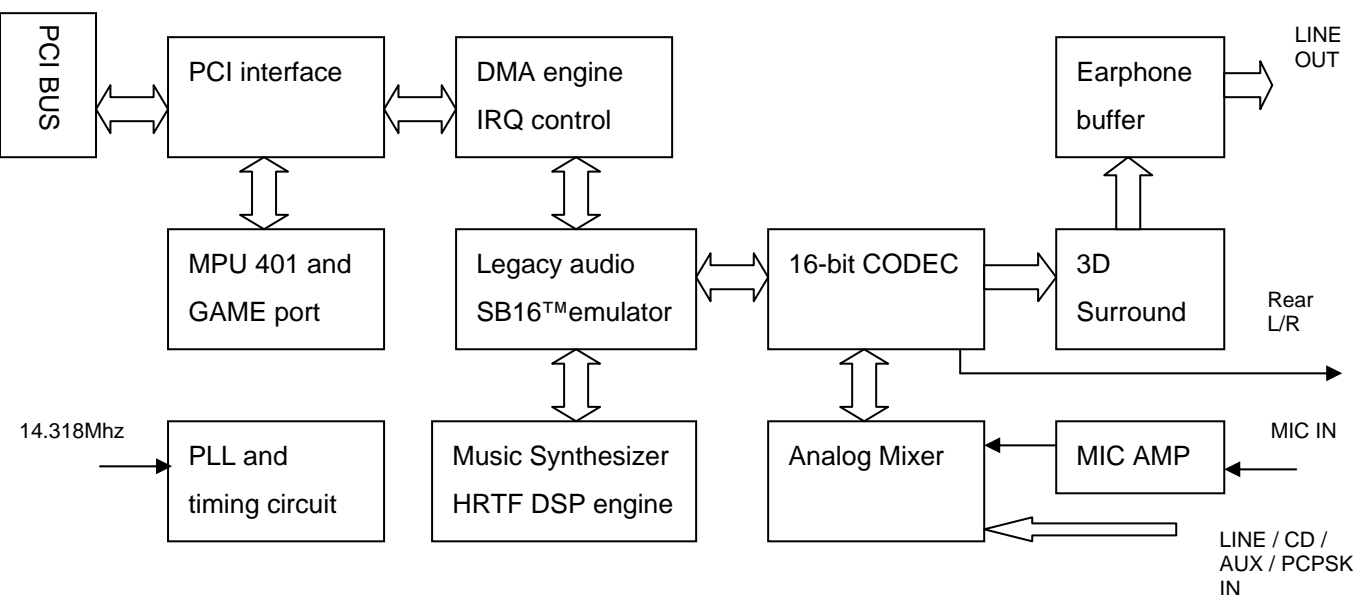 PCI BUS
PCI interface
DMA engine
IRQ control
Earphone
buffer
LINE
OUT
MPU 401 and
GAME port
Legacy audio
SB16™emulator
16-bit CODEC
3D
Surround
Rear
L/R
14.318Mhz
PLL and
timing circuit
Music Synthesizer
HRTF DSP engine
Analog Mixer
MIC AMP
MIC IN
LINE / CD /
AUX / PCPSK
IN